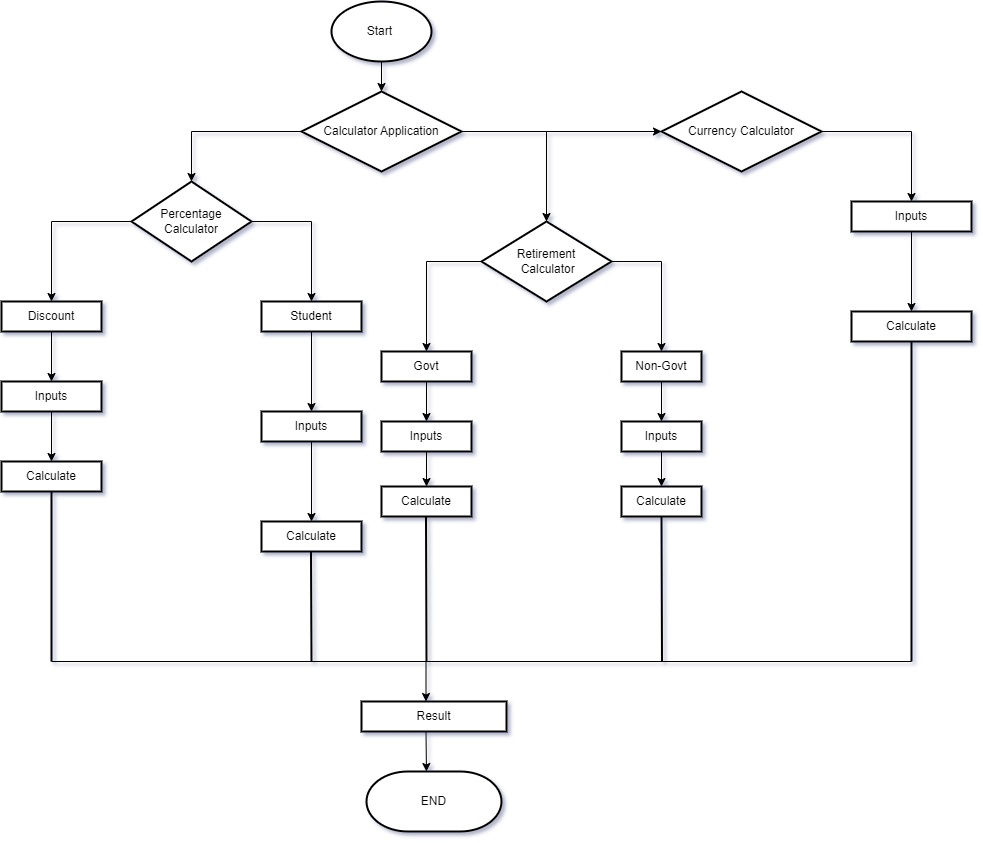 Start
Calculator Application
Currency Calculator
Percentage
Calculator
Inputs
Retirement
Calculator
Discount
Student
Calculate
Govt
Non-Govt
Inputs
Inputs
Inputs
Inputs
Calculate
Calculate
Calculate
Calculate
Result
END